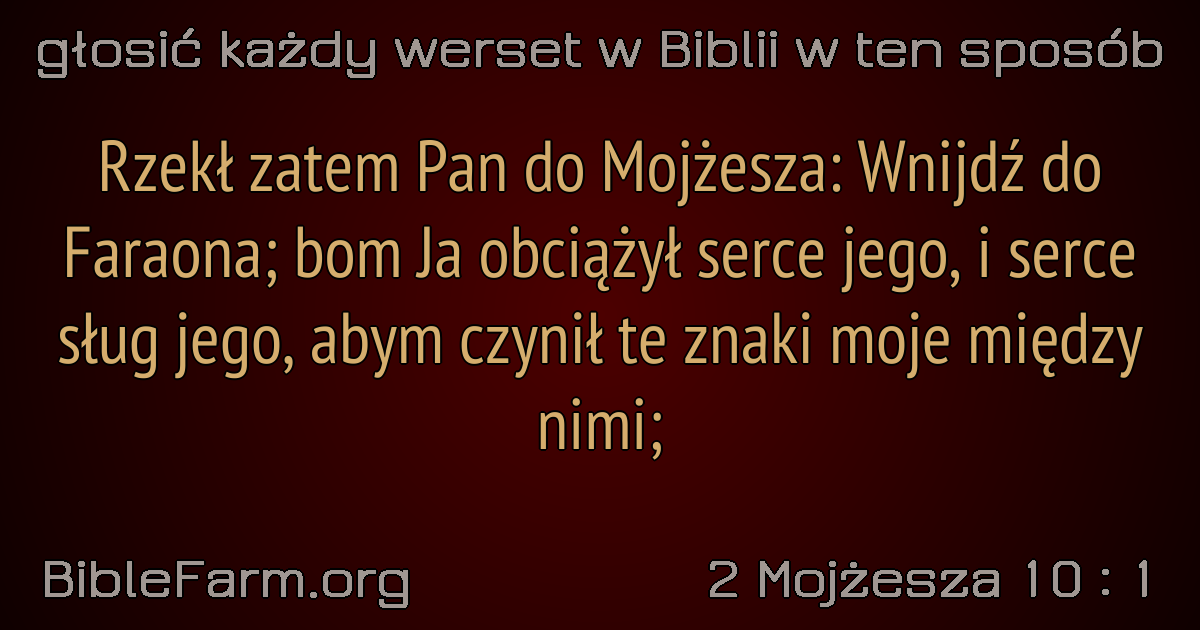 głosić każdy werset w Biblii w ten sposób
Rzekł zatem Pan do Mojżesza: Wnijdź do
Faraona; bom Ja obciążył serce jego, i serce
sług jego, abym czynił te znaki moje między
nimi;
BibleFarm.org
2 Mojżesza 10 : 1